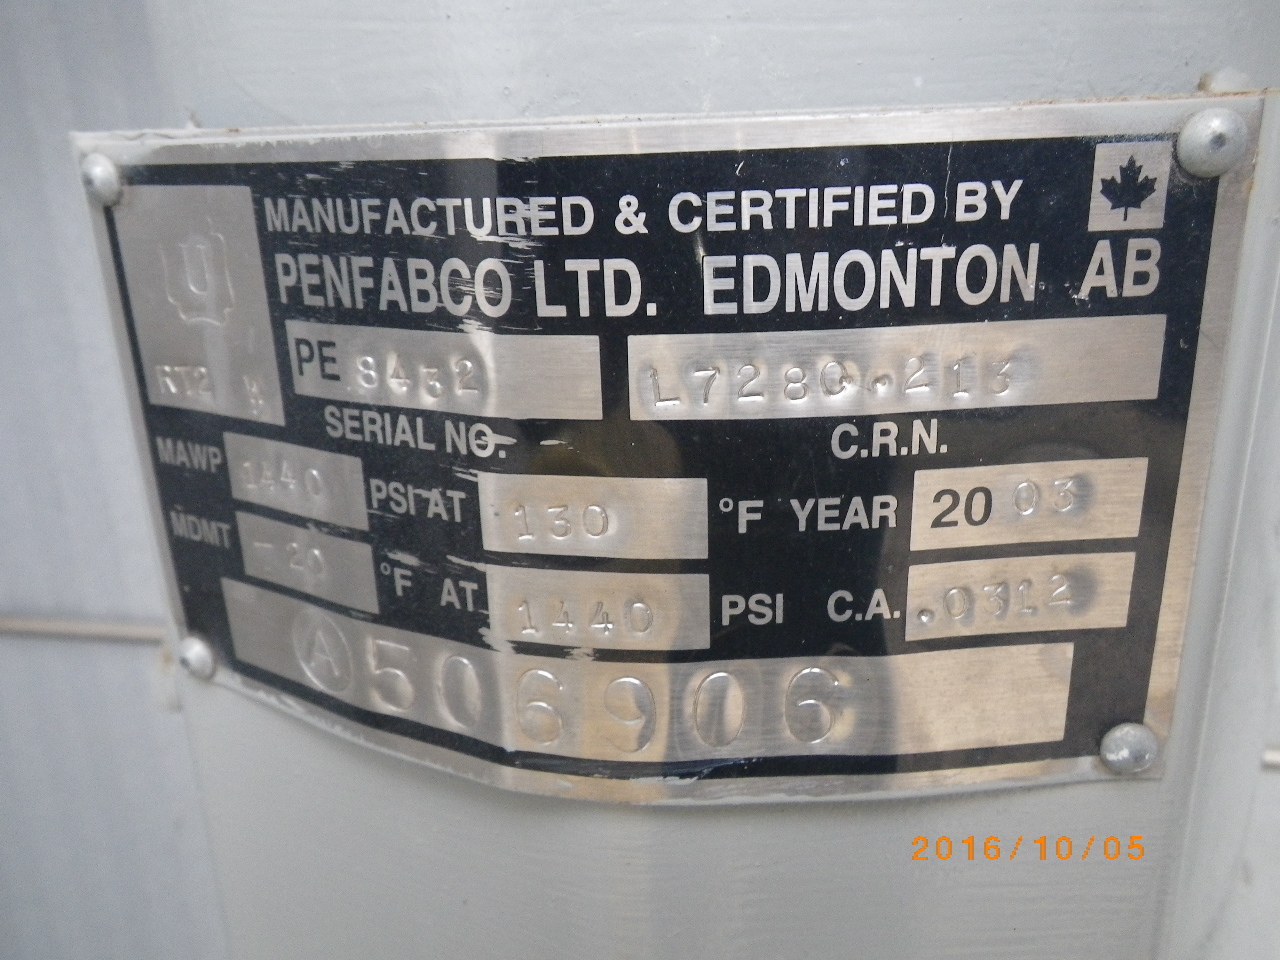 MANUFACTURED & CERTIFIED BY
PENFABCO LTD. EDMONTON AB
U
RT2 W
PE 8432 L7280.213
SERIAL NO. C.R.N.
MAWP 1440 PSI AT 130 °F YEAR 2003
MDMT -20 °F AT 1440 PSI C.A. .0312
A506906
2016/10/05